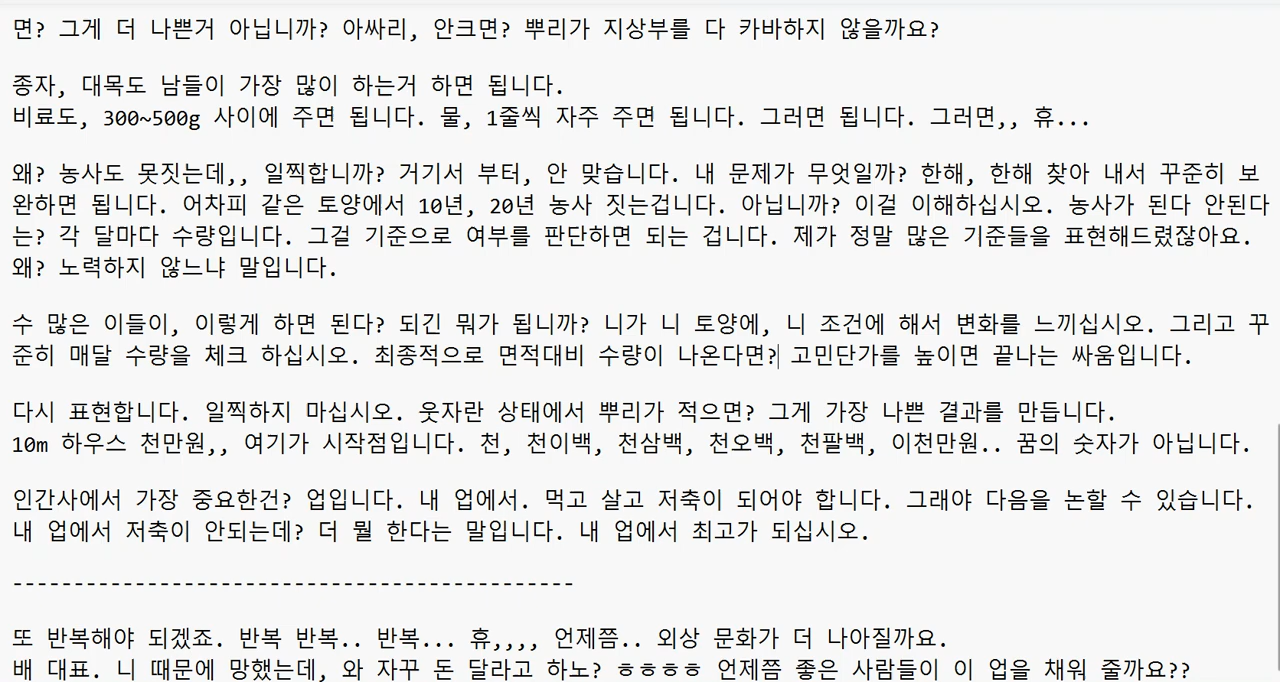 면? 그게 더 나쁜거 아닙니까? 아싸리, 안크면? 뿌리가 지상부를 다 카바하지 않을까요?
종자, 대목도 남들이 가장 많이 하는거 하면 됩니다.
비료도, 300~500g 사이에 주면 됩니다. 물, 1줄씩 자주 주면 됩니다. 그러면 됩니다. 그러면,, 휴...
왜? 농사도 못짓는데,, 일찍합니까? 거기서 부터, 안 맞습니다. 내 문제가 무엇일까? 한해, 한해 찾아 내서 꾸준히 보
완하면 됩니다. 어차피 같은 토양에서 10년, 20년 농사 짓는겁니다. 아닙니까? 이걸 이해하십시오. 농사가 된다 안된다
는? 각 달마다 수량입니다. 그걸 기준으로 여부를 판단하면 되는 겁니다. 제가 정말 많은 기준들을 표현해드렸잖아요.
왜? 노력하지 않느냐 말입니다.
수 많은 이들이, 이렇게 하면 된다? 되긴 뭐가 됩니까? 니가 니 토양에, 니 조건에 해서 변화를 느끼십시오. 그리고 꾸
준히 매달 수량을 체크 하십시오. 최종적으로 면적대비 수량이 나온다면? 고민단가를 높이면 끝나는 싸움입니다.
다시 표현합니다. 일찍하지 마십시오. 웃자란 상태에서 뿌리가 적으면? 그게 가장 나쁜 결과를 만듭니다.
10m 하우스 천만원,, 여기가 시작점입니다. 천, 천이백, 천삼백, 천오백, 천팔백, 이천만원.. 꿈의 숫자가 아닙니다.
인간사에서 가장 중요한건? 업입니다. 내 업에서. 먹고 살고 저축이 되어야 합니다. 그래야 다음을 논할 수 있습니다.
내 업에서 저축이 안되는데? 더 뭘 한다는 말입니다. 내 업에서 최고가 되십시오.
---------------------------------------------
또 반복해야 되겠죠. 반복 반복.. 반복... 휴,,,, 언제쯤.. 외상 문화가 더 나아질까요.
배 대표. 니 때문에 망했는데, 와 자꾸 돈 달라고 하노? ㅎㅎㅎㅎ 언제쯤 좋은 사람들이 이 업을 채워 줄까요??